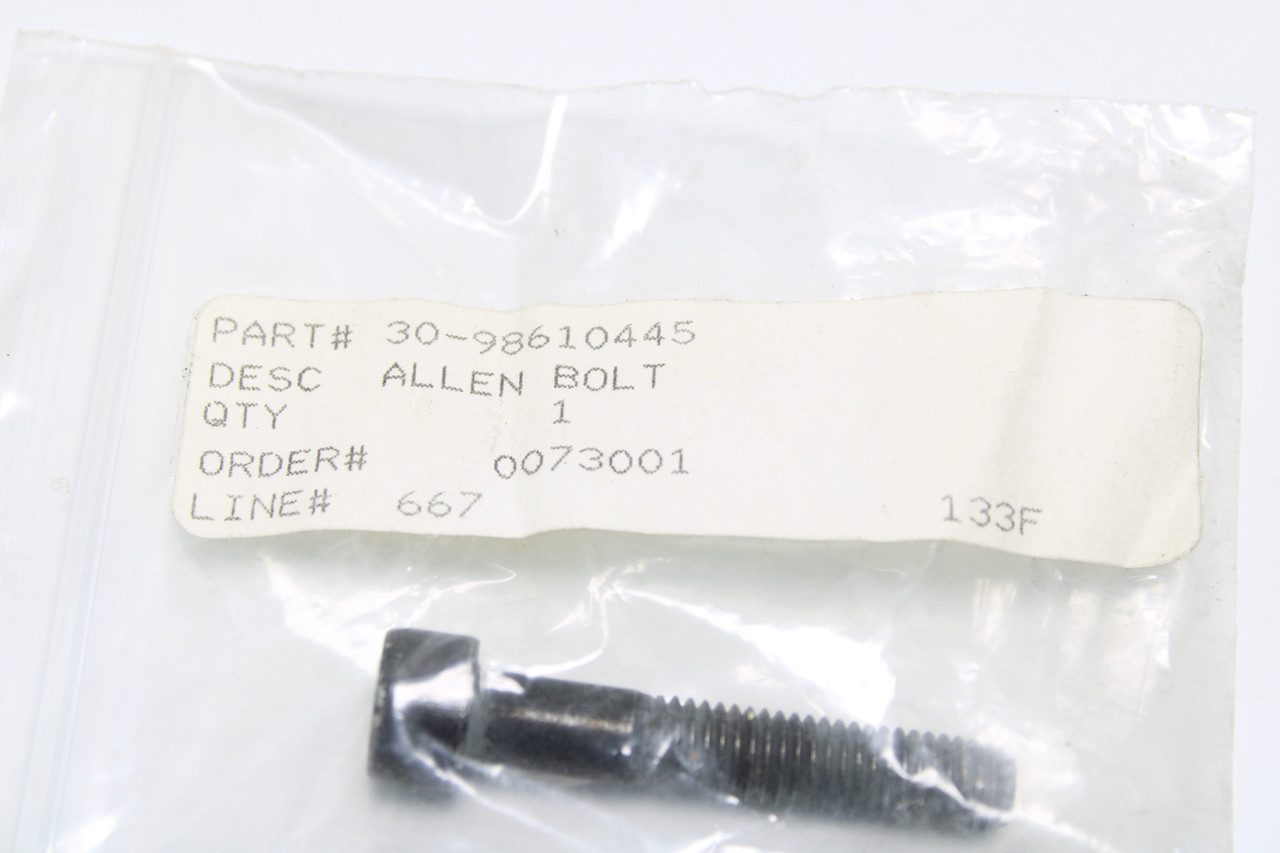 PART# 30-98610445
DESC ALLEN BOLT
QTY 1
ORDER# 0073001
LINE# 667 133F